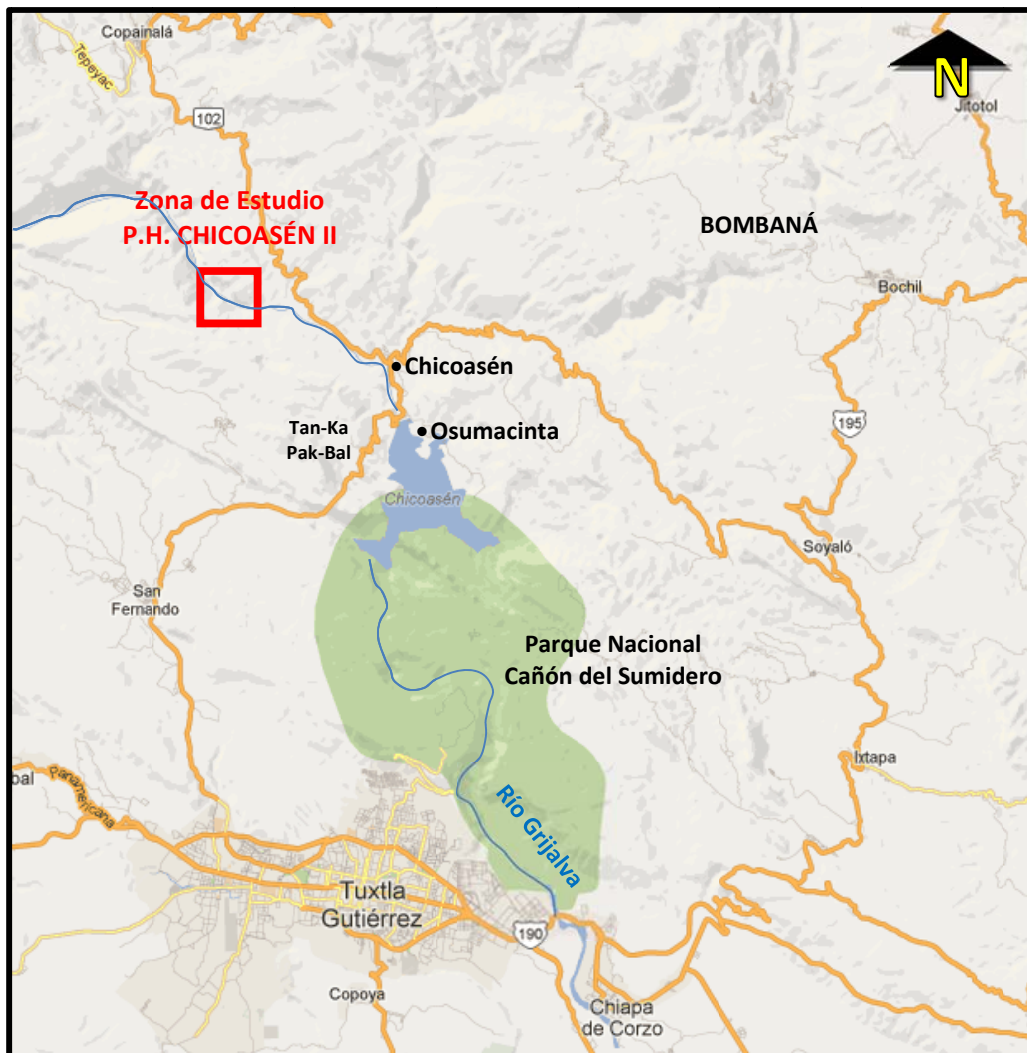 Copainalá
Tepeyac
N
Jitotol
102
Zona de Estudio
P.H. CHICOASÉN II
BOMBANÁ
Bochil
Chicoasén
195
Tan-Ka
Pak-Bal
Osumacinta
Chicoasén
Soyaló
San
Fernando
Parque Nacional
Cañón del Sumidero
Ixtapa
bal
Panamericana
Río Grijalva
Tuxtla
Gutiérrez
190
Copoya
Chiapa
de Corzo